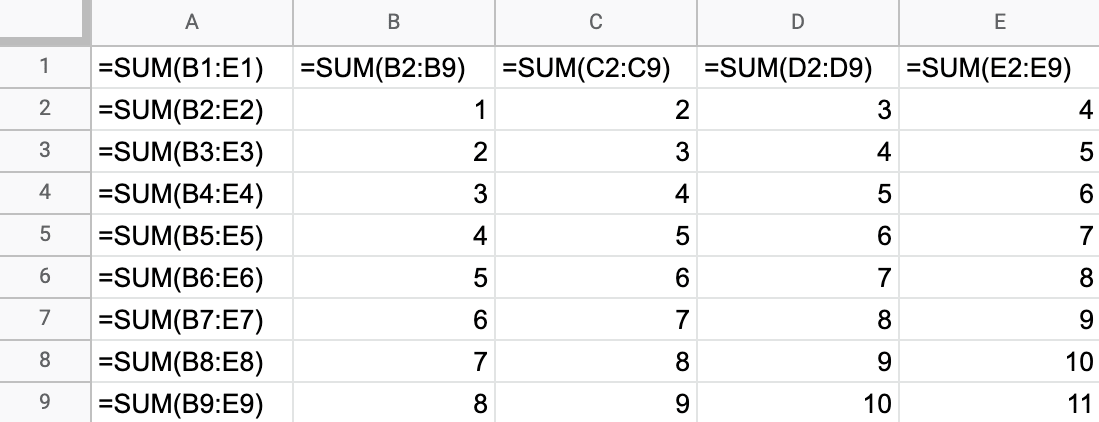 A B C D E
1 =SUM(B1:E1) =SUM(B2:B9) =SUM(C2:C9) =SUM(D2:D9) =SUM(E2:E9)
2 =SUM(B2:E2) 1 2 3 4
3 =SUM(B3:E3) 2 3 4 5
4 =SUM(B4:E4) 3 4 5 6
5 =SUM(B5:E5) 4 5 6 7
6 =SUM(B6:E6) 5 6 7 8
7 =SUM(B7:E7) 6 7 8 9
8 =SUM(B8:E8) 7 8 9 10
9 =SUM(B9:E9) 8 9 10 11